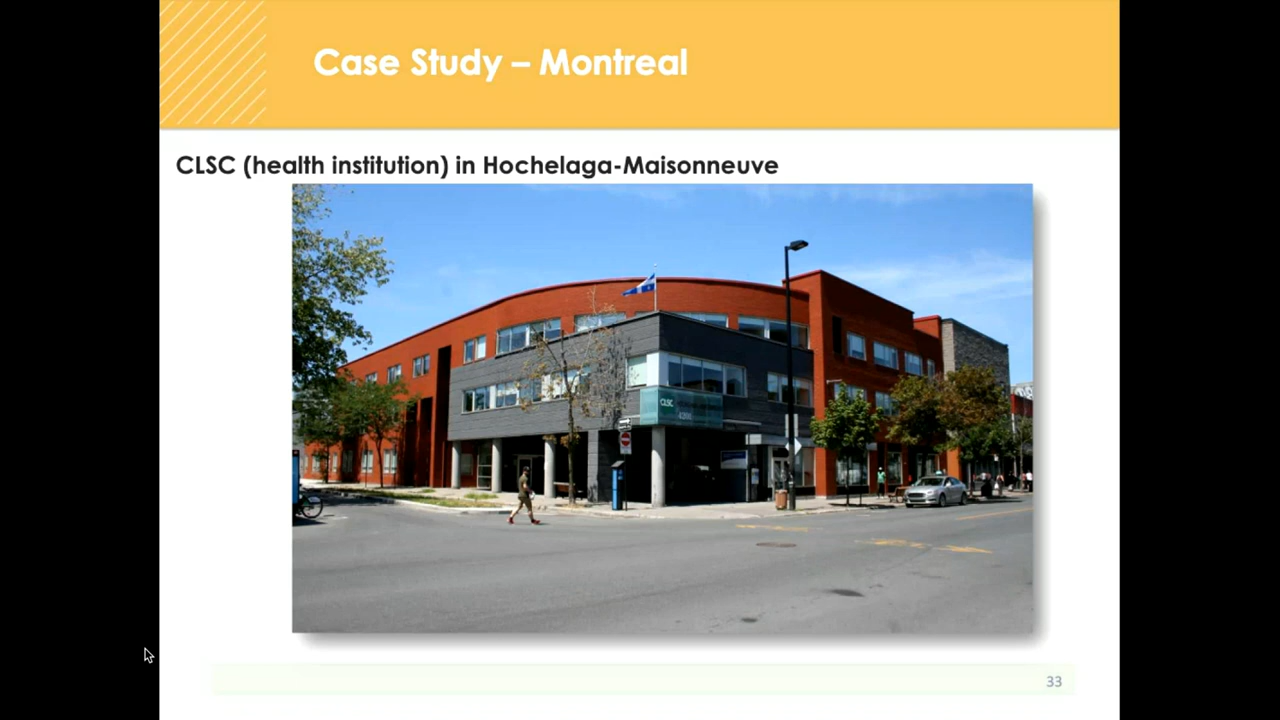 Case Study – Montreal
CLSC (health institution) in Hochelaga-Maisonneuve
CLSC
33